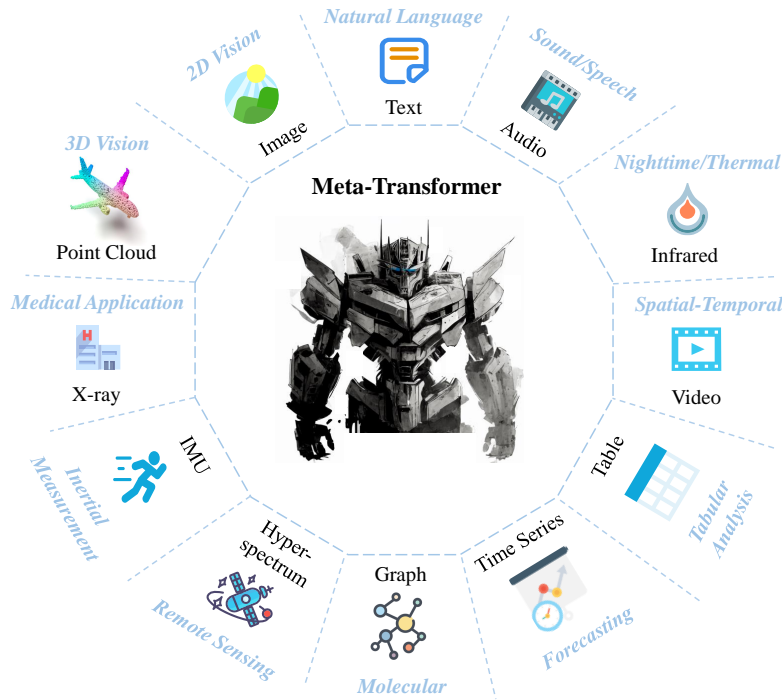 Natural Language
Text
Sound/Speech
Audio
Nighttime/Thermal
Infrared
Spatial-Temporal
Video
Table
Tabular
Analysis
Time Series
Forecasting
Graph
Molecular
Hyper-
spectrum
Remote Sensing
IMU
Inertial
Measurement
Medical Application
H
X-ray
3D Vision
Point Cloud
2D Vision
Image
Meta-Transformer